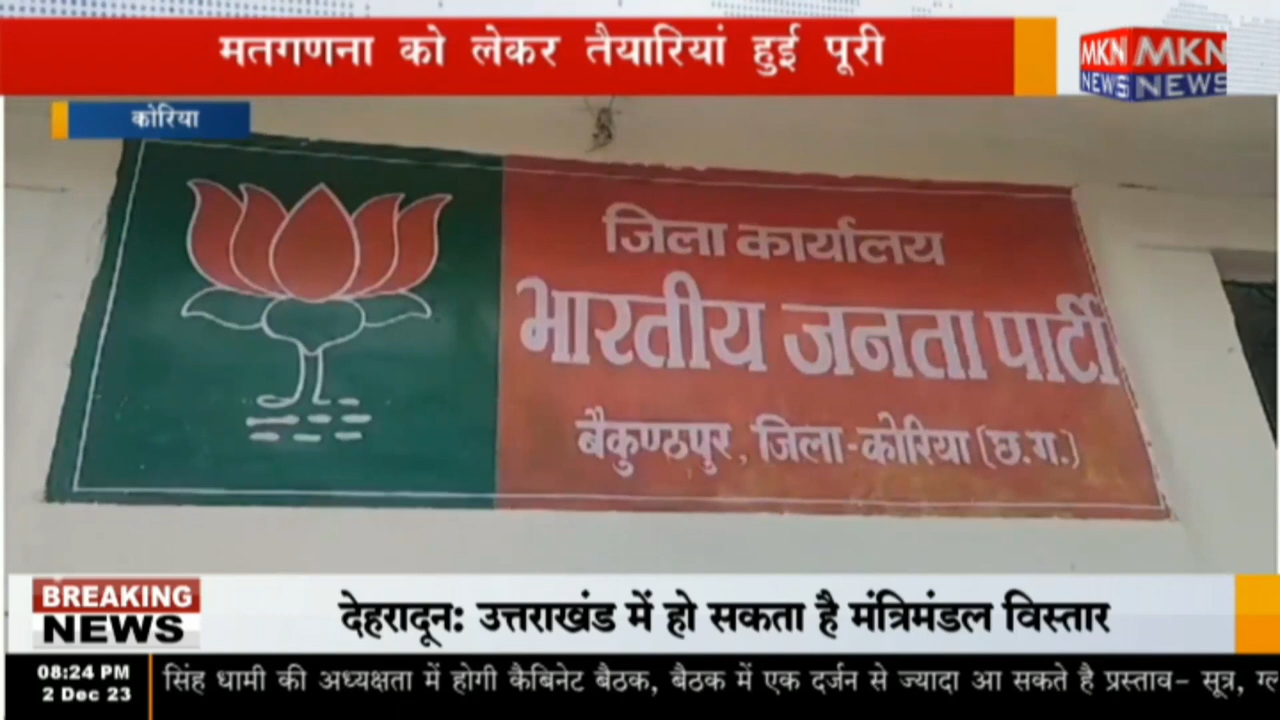 मतगणना को लेकर तैयारियां हुई पूरी
MKN MKN
NEWS NEWS
कोरिया
जिला कार्यालय
भारतीय जनता पार्टी
बैकुण्ठपुर, जिला-कोरिया (छ.ग.)
BREAKING
NEWS
देहरादून: उत्तराखंड में हो सकता है मंत्रिमंडल विस्तार
08:24 PM
2 Dec 23
सिंह धामी की अध्यक्षता में होगी कैबिनेट बैठक, बैठक में एक दर्जन से ज्यादा आ सकते है प्रस्ताव- सूत्र,